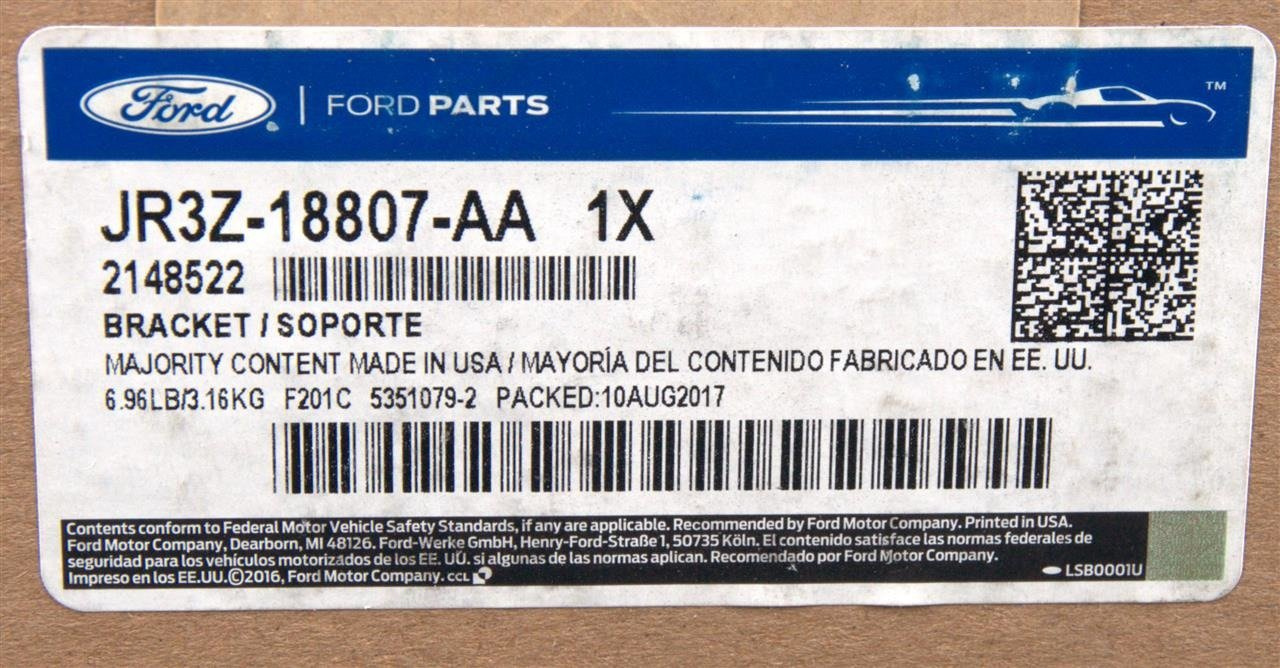 Ford | FORD PARTS TM
JR3Z-18807-AA 1X
2148522
BRACKET / SOPORTE
MAJORITY CONTENT MADE IN USA / MAYORÍA DEL CONTENIDO FABRICADO EN EE. UU.
6.96LB/3.16KG F201C 5351079-2 PACKED:10AUG2017
Contents conform to Federal Motor Vehicle Safety Standards, if any are applicable. Recommended by Ford Motor Company. Printed in USA.
Ford Motor Company, Dearborn, MI 48126. Ford-Werke GmbH, Henry-Ford-Straße 1, 50735 Köln. El contenido satisface las normas federales de
seguridad para los vehículos motorizados de los EE. UU. si algunas de las normas aplican. Recomendado por Ford Motor Company.
Impreso en los EE.UU.©2016, Ford Motor Company. CCL
LSB0001U